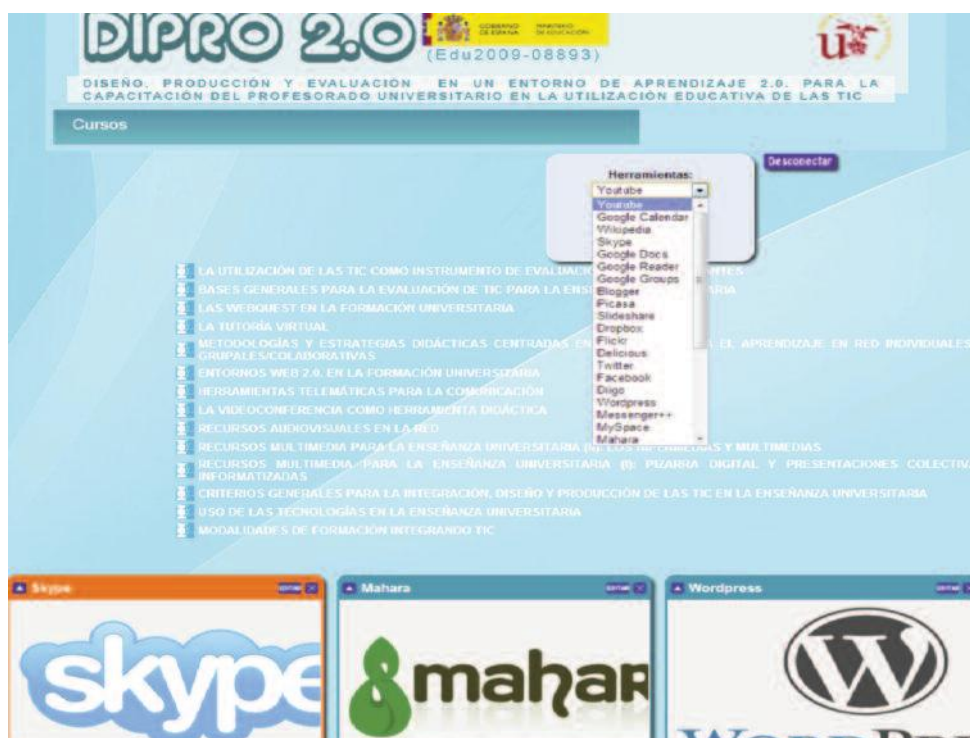 DIPRO 2.0
GOBIERNO DE ESPAÑA
MINISTERIO DE EDUCACIÓN
(Edu2009-08893)
DISEÑO, PRODUCCIÓN Y EVALUACIÓN EN UN ENTORNO DE APRENDIZAJE 2.0. PARA LA
CAPACITACIÓN DEL PROFESORADO UNIVERSITARIO EN LA UTILIZACIÓN EDUCATIVA DE LAS TIC
Cursos
Desconectar
Herramientas:
Youtube
Youtube
Google Calendar
Wikipedia
Skype
Google Docs
Google Reader
Google Groups
Blogger
Picasa
Slideshare
Dropbox
Flickr
Delicious
Twitter
Facebook
Diigo
Wordpress
Messenger++
MySpace
Mahara
LA UTILIZACIÓN DE LAS TIC COMO INSTRUMENTO DE
BASES GENERALES PARA LA EVALUACIÓN DE TIC PARA LA
LAS WEBQUEST EN LA FORMACIÓN UNIVERSITARIA
LA TUTORÍA VIRTUAL
METODOLOGÍAS Y ESTRATEGIAS DIDÁCTICAS CENTRADAS EN EL APRENDIZAJE EN RED INDIVIDUALES
GRUPALES/COLABORATIVAS
ENTORNOS WEB 2.0. EN LA FORMACIÓN UNIVERSITARIA
HERRAMIENTAS TELEMÁTICAS PARA LA COMUNICACIÓN
LA VIDEOCONFERENCIA COMO HERRAMIENTA DIDÁCTICA
RECURSOS AUDIOVISUALES EN LA RED
RECURSOS MULTIMEDIA PARA LA ENSEÑANZA UNIVERSITARIA Y MULTIMEDIAS
RECURSOS MULTIMEDIA PARA LA ENSEÑANZA UNIVERSITARIA (I): PIZARRA DIGITAL Y PRESENTACIONES COLECTIVA
INFORMATIZADAS
CRITERIOS GENERALES PARA LA INTEGRACIÓN, DISEÑO Y PRODUCCIÓN DE LAS TIC EN LA ENSEÑANZA UNIVERSITARIA
USO DE LAS TECNOLOGÍAS EN LA ENSEÑANZA UNIVERSITARIA
MODALIDADES DE FORMACIÓN INTEGRANDO TIC
Skype
Mahara
Wordpress
skype
mahar
W